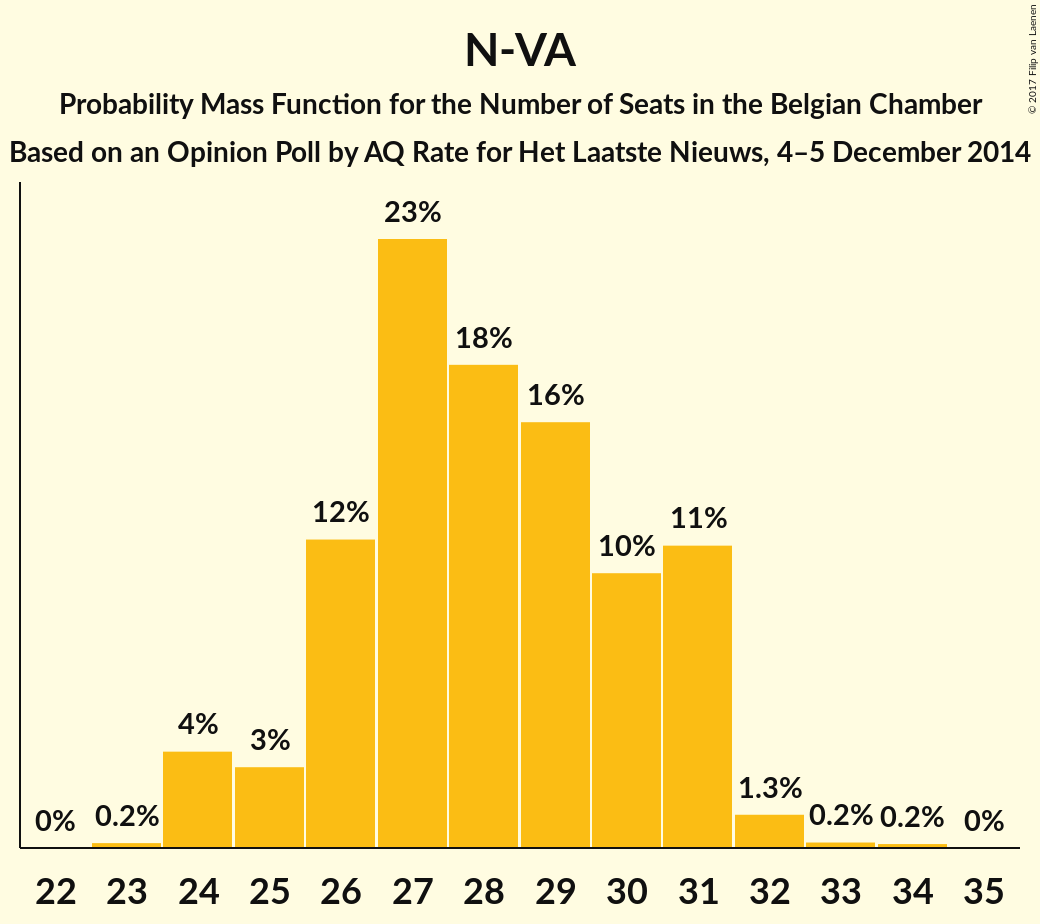 N-VA
Probability Mass Function for the Number of Seats in the Belgian Chamber
Based on an Opinion Poll by AQ Rate for Het Laatste Nieuws, 4–5 December 2014
© 2017 Filip van Laenen
0% 0.2% 4% 3% 12% 23% 18% 16% 10% 11% 1.3% 0.2% 0.2% 0%
22 23 24 25 26 27 28 29 30 31 32 33 34 35